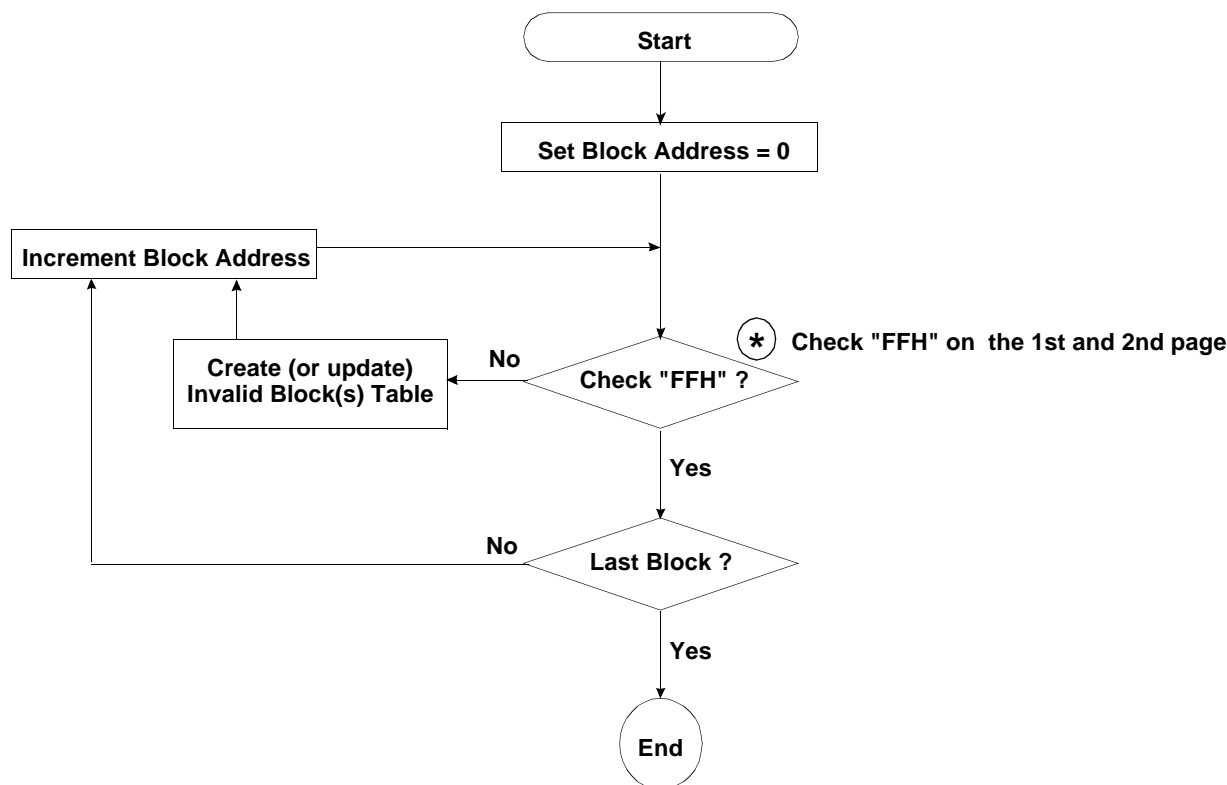 Start
Set Block Address = 0
Increment Block Address
* Check "FFH" on the 1st and 2nd page
No
Create (or update)
Invalid Block(s) Table
Check "FFH" ?
Yes
No
Last Block ?
Yes
End